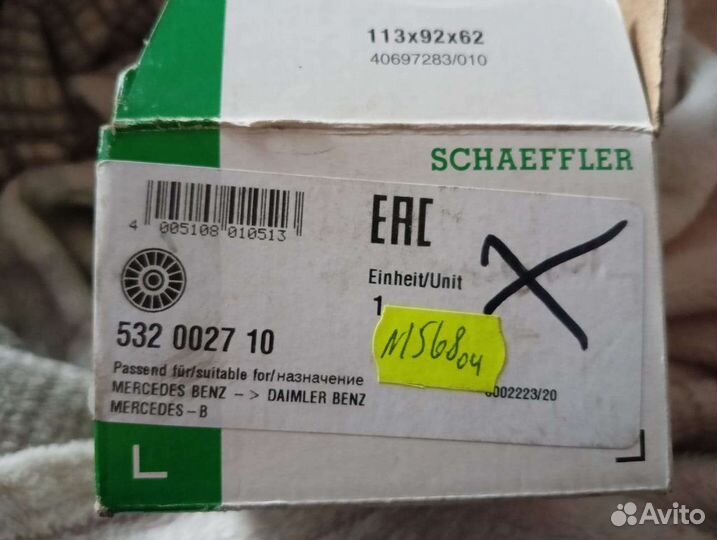 113x92x62
40697283/010
SCHAEFFLER
4 005108 010513
EAC
Einheit/Unit
1
532 0027 10
N1568
04
Passend für/suitable for/назначение
MERCEDES BENZ –> DAIMLER BENZ
MERCEDES-B
0002223/20
Avito